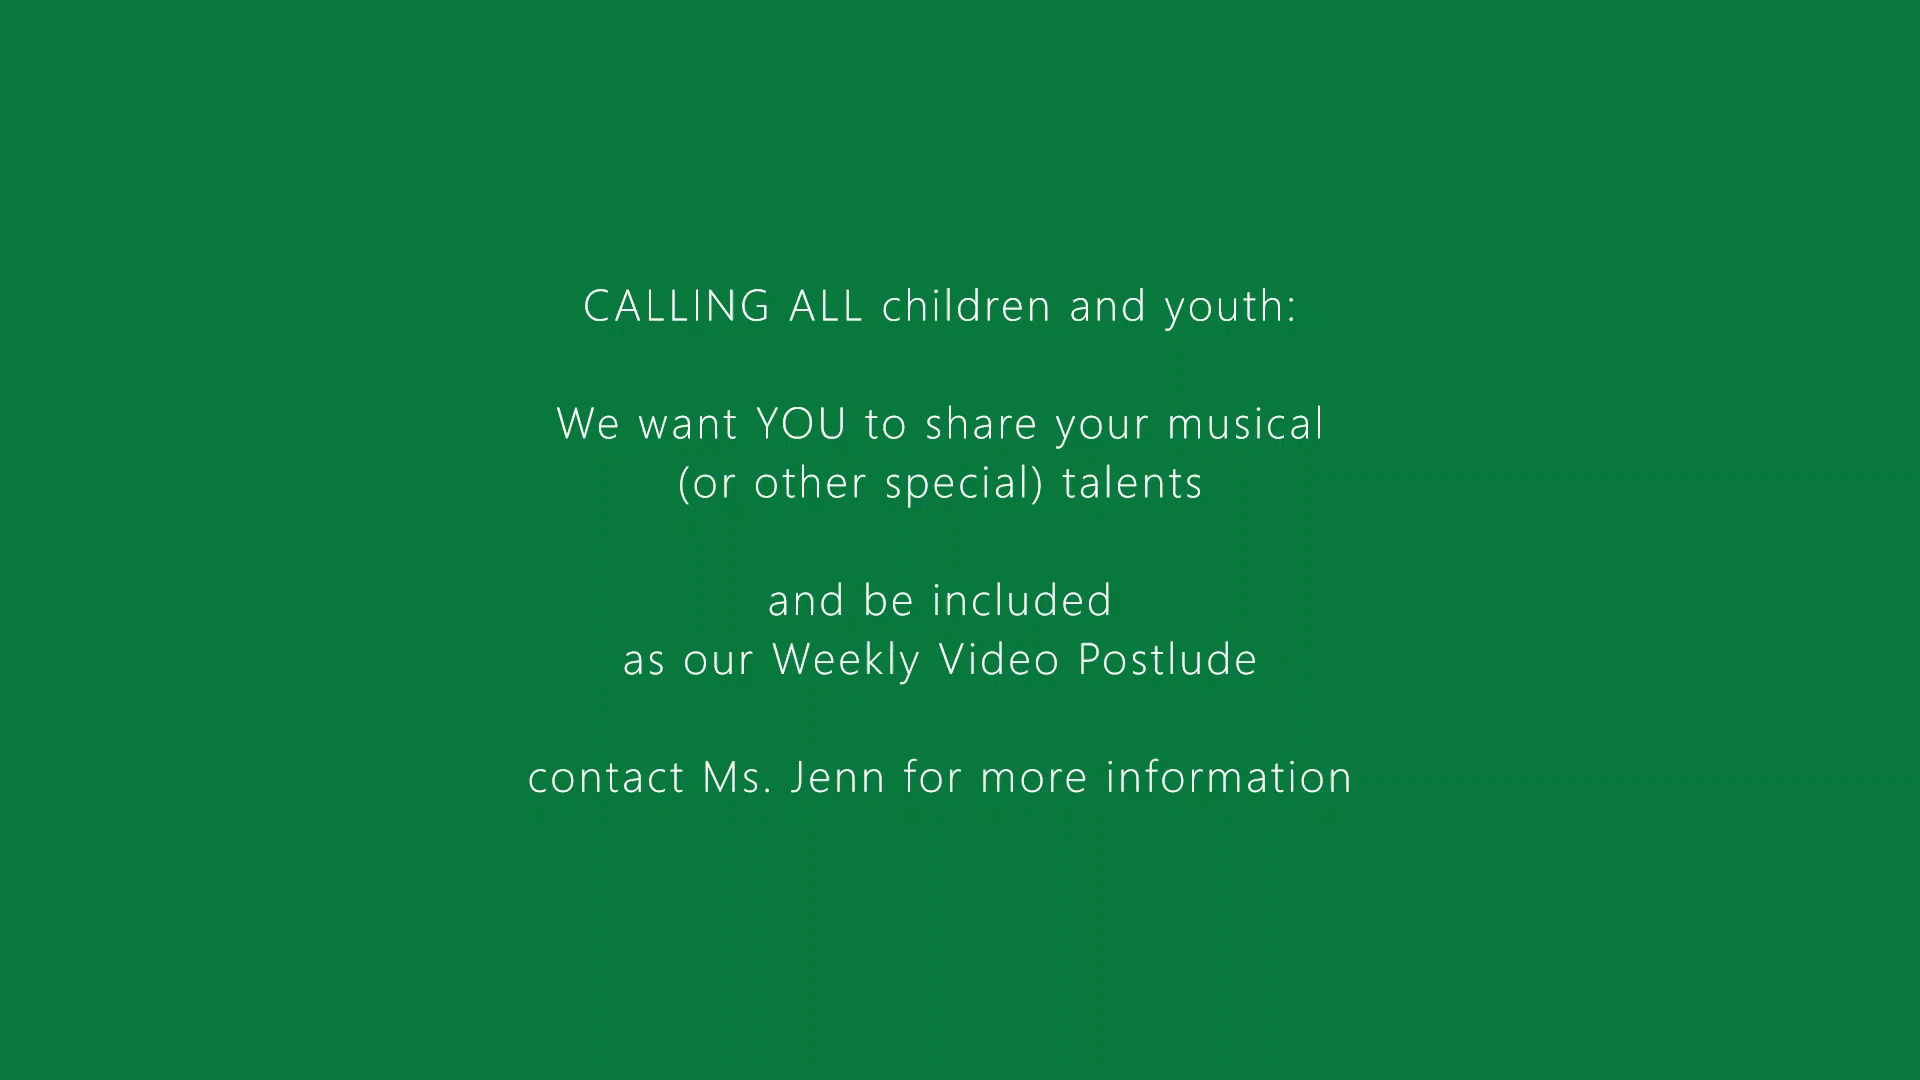 CALLING ALL children and youth:
We want YOU to share your musical
(or other special) talents
and be included
as our Weekly Video Postlude
contact Ms. Jenn for more information